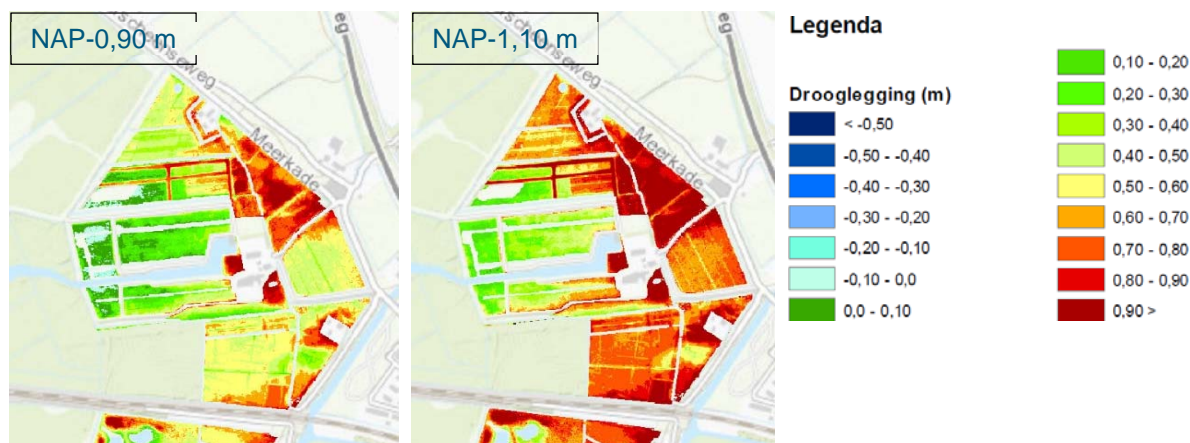 NAP-0,90 m
Meerkade
eg
NAP-1,10 m
Meerkade
eg
Legenda
Drooglegging (m)
< -0,50
-0,50 - -0,40
-0,40 - -0,30
-0,30 - -0,20
-0,20 - -0,10
-0,10 - 0,0
0,0 - 0,10
0,10 - 0,20
0,20 - 0,30
0,30 - 0,40
0,40 - 0,50
0,50 - 0,60
0,60 - 0,70
0,70 - 0,80
0,80 - 0,90
0,90 >